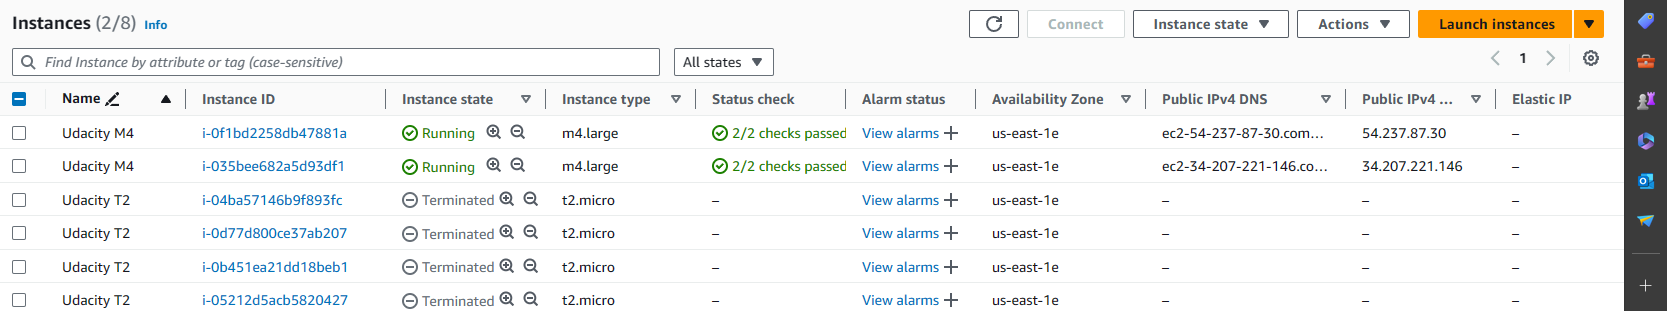 Instances (2/8) Info Connect Instance state Actions Launch instances
Find Instance by attribute or tag (case-sensitive) All states 1
Name Instance ID Instance state Instance type Status check Alarm status Availability Zone Public IPv4 DNS Public IPv4 ... Elastic IP
Udacity M4 i-0f1bd2258db47881a Running m4.large 2/2 checks passed View alarms + us-east-1e ec2-54-237-87-30.com... 54.237.87.30 –
Udacity M4 i-035bee682a5d93df1 Running m4.large 2/2 checks passed View alarms + us-east-1e ec2-34-207-221-146.co... 34.207.221.146 –
Udacity T2 i-04ba57146b9f893fc Terminated t2.micro – View alarms + us-east-1e – – –
Udacity T2 i-0d77d800ce37ab207 Terminated t2.micro – View alarms + us-east-1e – – –
Udacity T2 i-0b451ea21dd18beb1 Terminated t2.micro – View alarms + us-east-1e – – –
Udacity T2 i-05212d5acb5820427 Terminated t2.micro – View alarms + us-east-1e – – –